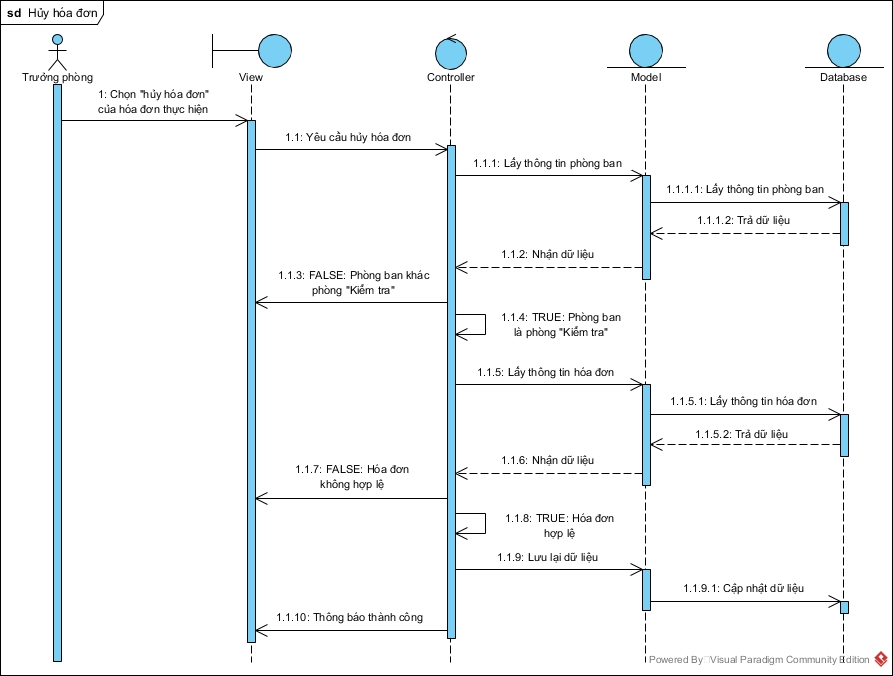 sd Hủy hóa đơn
Trưởng phòng
View
Controller
Model
Database
1: Chọn "hủy hóa đơn"
của hóa đơn thực hiện
1.1: Yêu cầu hủy hóa đơn
1.1.1: Lấy thông tin phòng ban
1.1.1.1: Lấy thông tin phòng ban
1.1.1.2: Trả dữ liệu
1.1.2: Nhận dữ liệu
1.1.3: FALSE: Phòng ban khác
phòng "Kiểm tra"
1.1.4: TRUE: Phòng ban
là phòng "Kiểm tra"
1.1.5: Lấy thông tin hóa đơn
1.1.5.1: Lấy thông tin hóa đơn
1.1.5.2: Trả dữ liệu
1.1.6: Nhận dữ liệu
1.1.7: FALSE: Hóa đơn
không hợp lệ
1.1.8: TRUE: Hóa đơn
hợp lệ
1.1.9: Lưu lại dữ liệu
1.1.9.1: Cập nhật dữ liệu
1.1.10: Thông báo thành công
Powered By Visual Paradigm Community Edition